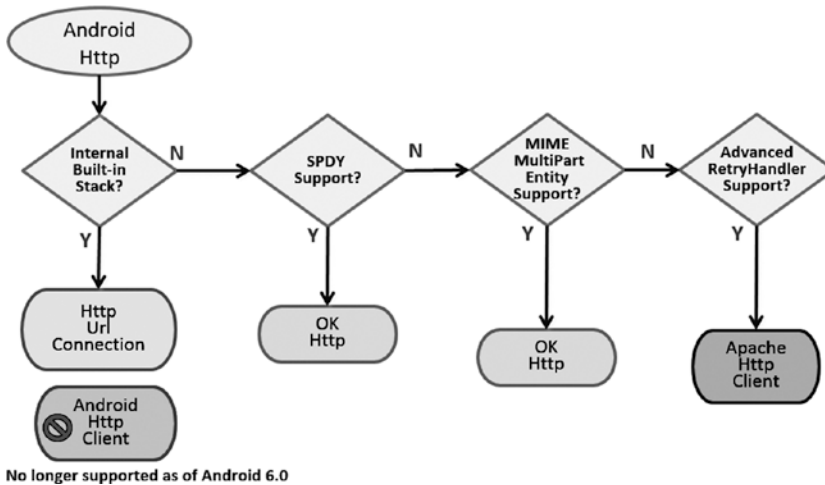 Android
Http
Internal
Built-in
Stack?
N
Y
SPDY
Support?
N
Y
MIME
MultiPart
Entity
Support?
N
Y
Advanced
RetryHandler
Support?
Y
Http
Url
Connection
OK
Http
OK
Http
Apache
Http
Client
Android
Http
Client
No longer supported as of Android 6.0